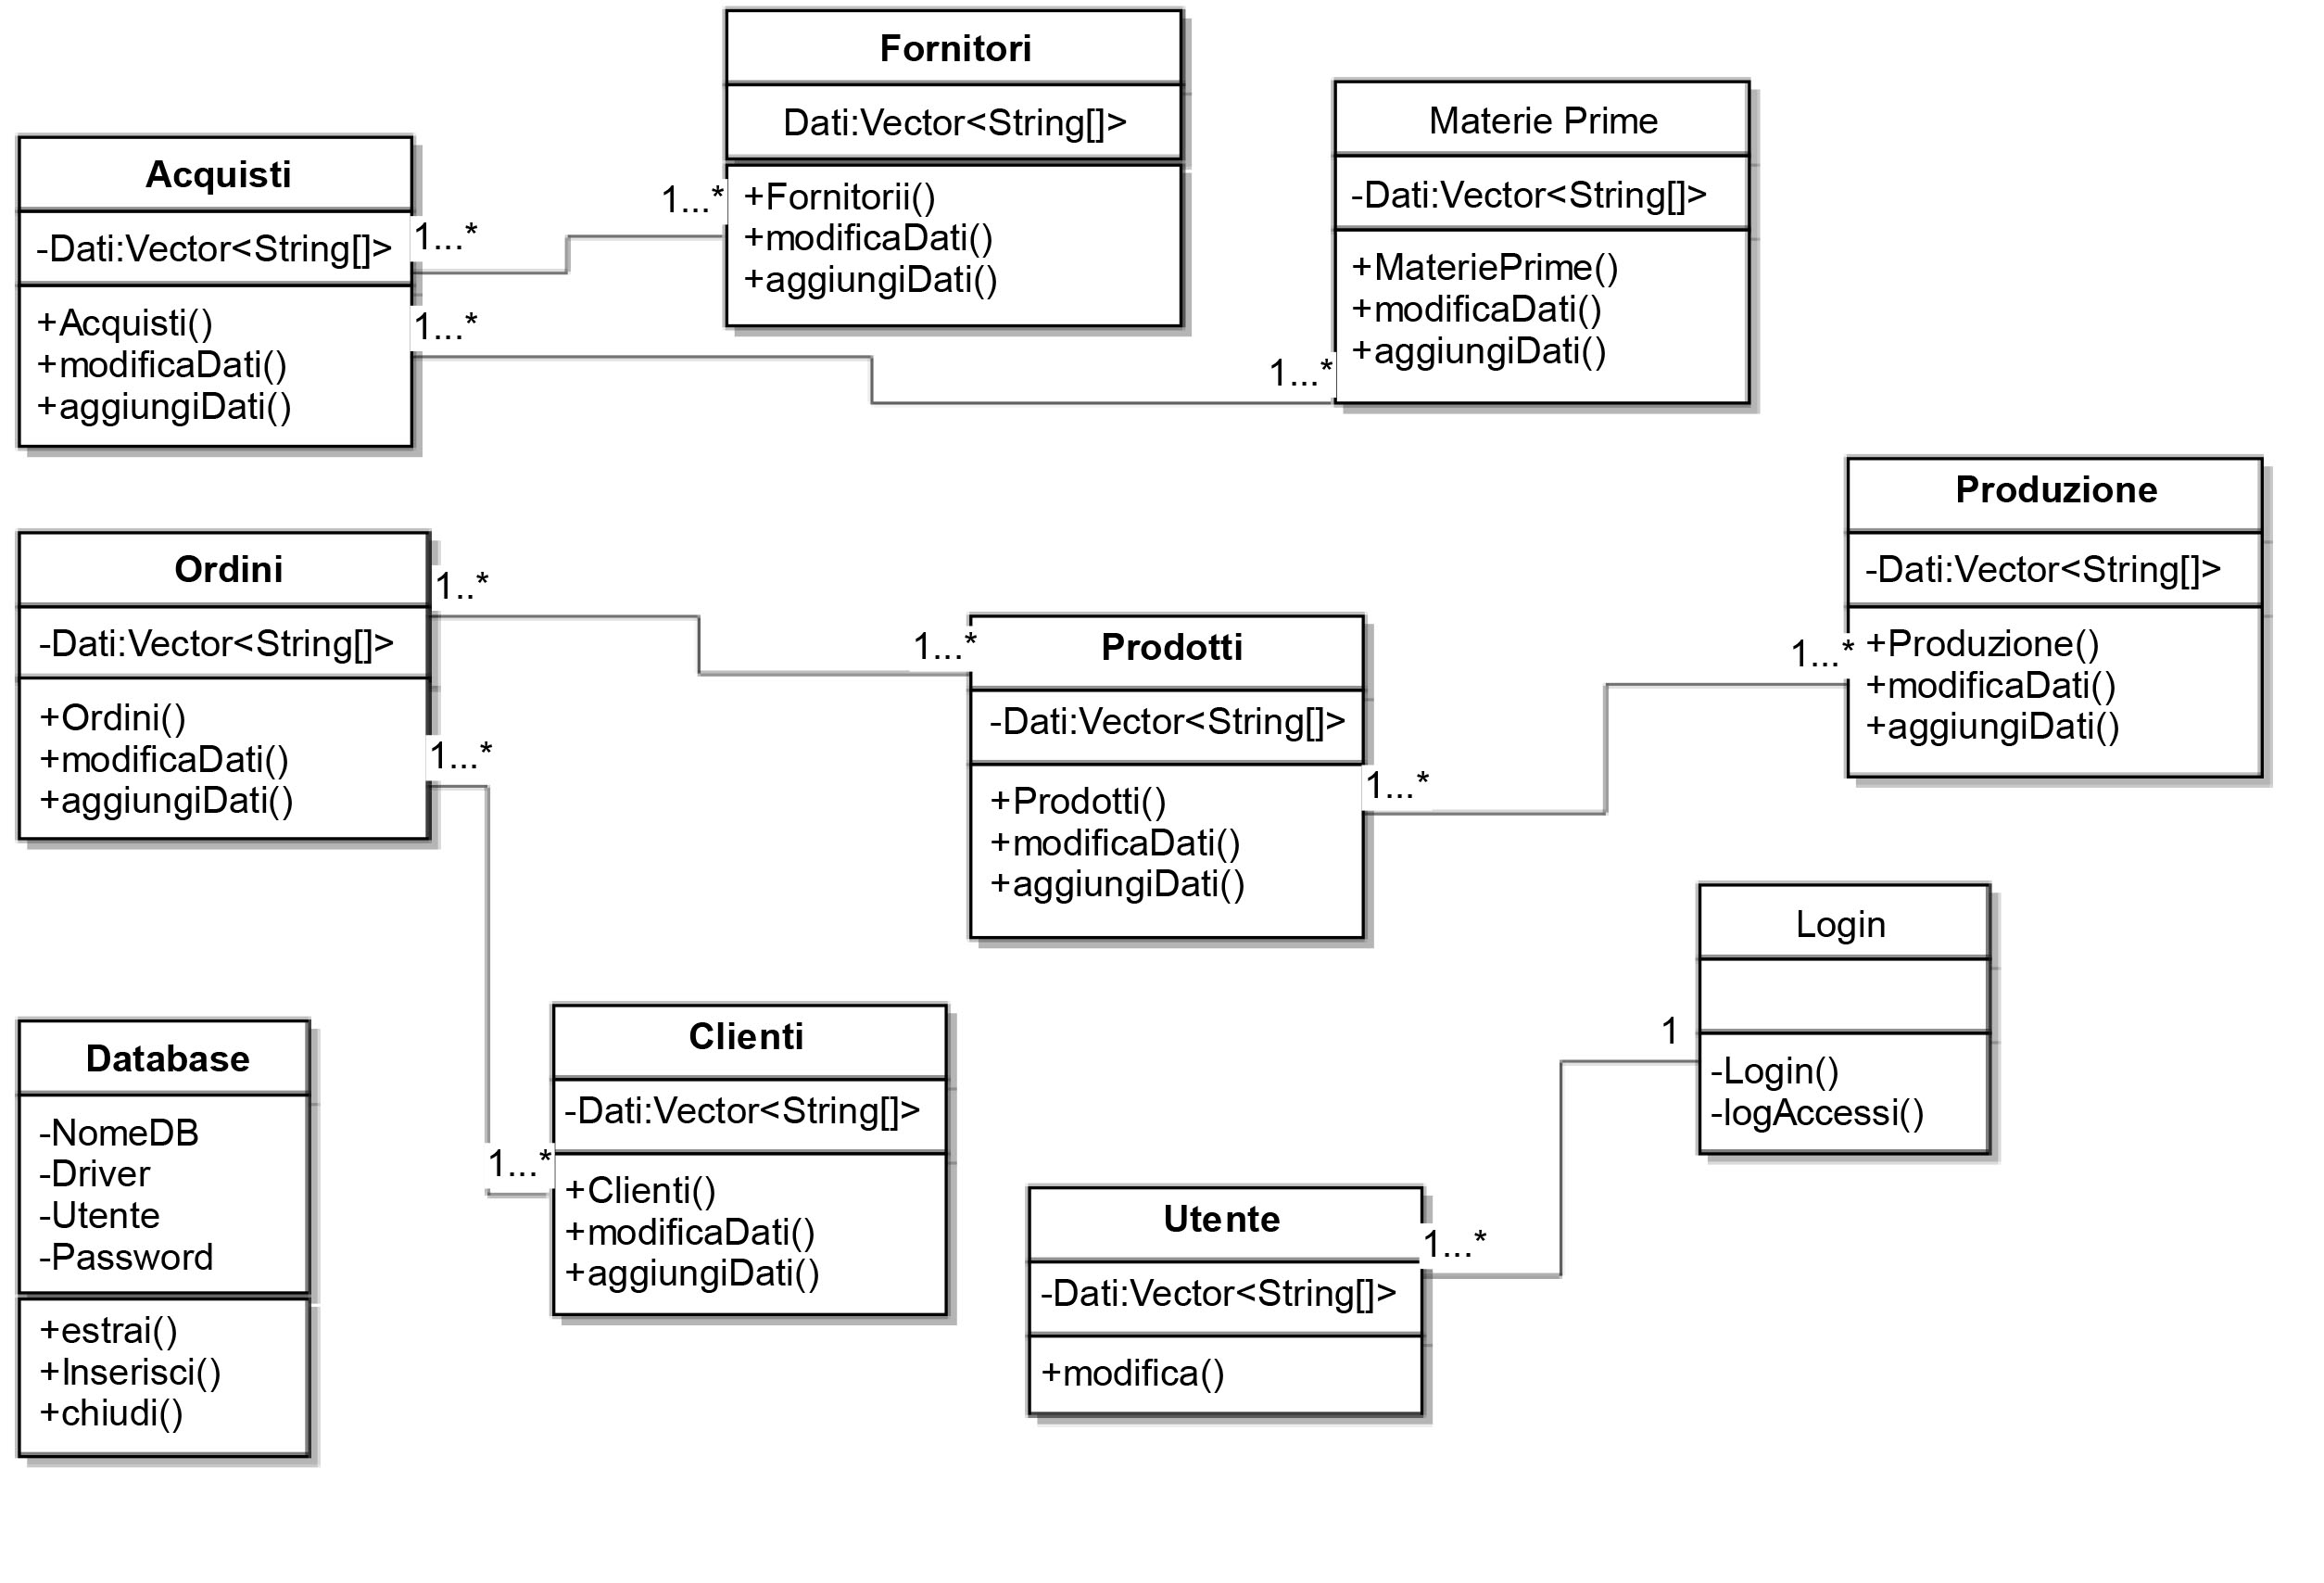 Fornitori
Dati:Vector<String[]>
+Fornitorii()
+modificaDati()
+aggiungiDati()
Materie Prime
-Dati:Vector<String[]>
+MateriePrime()
+modificaDati()
+aggiungiDati()
Acquisti
-Dati:Vector<String[]>
+Acquisti()
+modificaDati()
+aggiungiDati()
1...*
1...*
1...*
1...*
Produzione
-Dati:Vector<String[]>
+Produzione()
+modificaDati()
+aggiungiDati()
Ordini
-Dati:Vector<String[]>
+Ordini()
+modificaDati()
+aggiungiDati()
1..*
1...*
Prodotti
-Dati:Vector<String[]>
+Prodotti()
+modificaDati()
+aggiungiDati()
1...*
1...*
1...*
1...*
Login
-Login()
-logAccessi()
1
Clienti
-Dati:Vector<String[]>
+Clienti()
+modificaDati()
+aggiungiDati()
Database
-NomeDB
-Driver
-Utente
-Password
+estrai()
+Inserisci()
+chiudi()
Utente
-Dati:Vector<String[]>
+modifica()
1...*